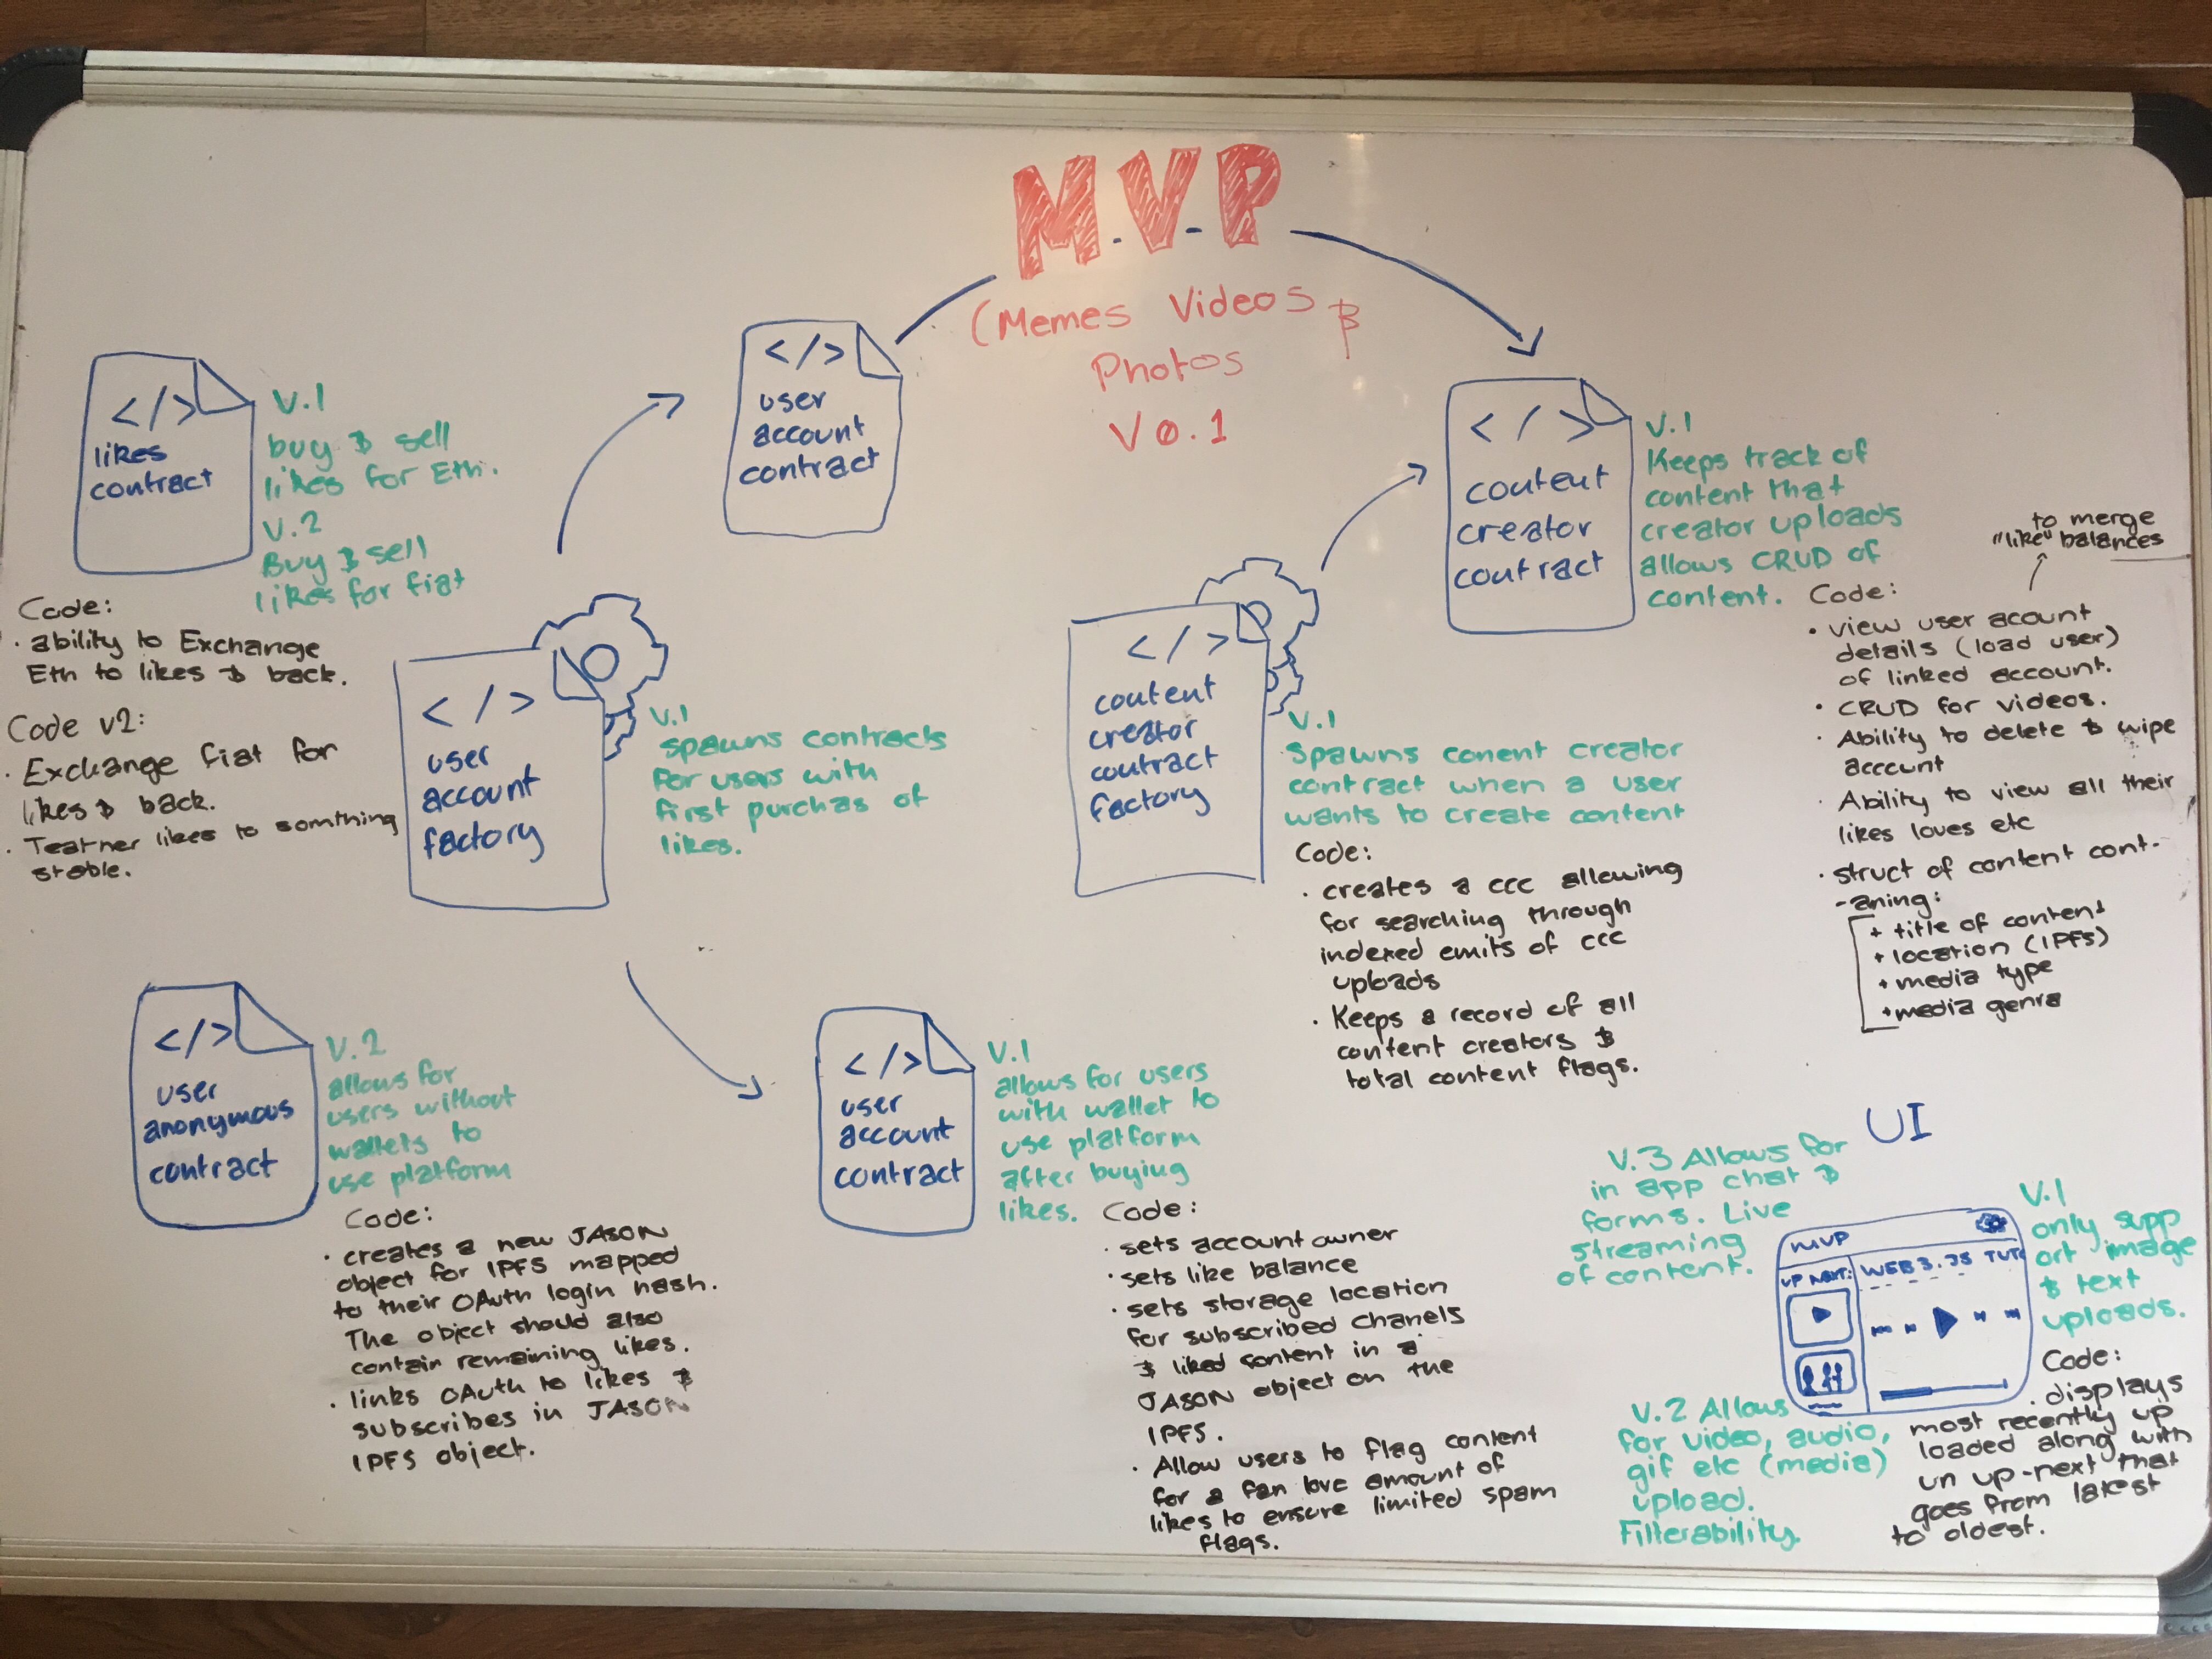 M.V.P
(Memes Videos &
Photos
V0.1
</>
likes
contract
V.1
buy & sell
likes for Eth.
V.2
Buy & sell
likes for fiat
Code:
· ability to Exchange
Eth to likes & back.
Code v2:
· Exchange fiat for
likes & back.
· Teather likes to somthing
stable.
</>
user
account
contract
</>
user
account
factory
V.1
spawns contracts
for users with
first purchas of
likes.
</>
user
anonymous
contract
V.2
allows for
users without
wallets to
use platform
Code:
· creates a new JASON
object for IPFS mapped
to their OAuth login hash.
The object should also
contain remaining likes.
· links OAuth to likes &
subscribes in JASON
IPFS object.
</>
user
account
contract
V.1
allows for users
with wallet to
use platform
after buying
likes.
Code:
· sets account owner
· sets like balance
· sets storage location
for subscribed chanels
& liked content in a
JASON object on the
IPFS.
· Allow users to flag content
for a fan love amount of
likes to ensure limited spam
flags.
</>
content
creator
contract
V.1
Keeps track of
content that
creator uploads
allows CRUD of
content.
Code:
· view user account
details (load user)
of linked account.
to merge
"like" balances
· CRUD for videos.
· Ability to delete & wipe
account
· Ability to view all their
likes loves etc
· Struct of content cont-
-aining:
+ title of content
+ location (IPFS)
+ media type
+ media genra
</>
content
creator
contract
factory
V.1
Spawns conent creator
contract when a user
wants to create content
Code:
· creates a ccc allowing
for searching through
indexed emits of ccc
uploads
· Keeps a record of all
content creators &
total content flags.
UI
MVP
UP NEXT:
WEB3.JS TUT
V.1
only supp
ort image
& text
uploads.
Code:
· displays
most recently up
loaded along with
un up-next that
goes from latest
to oldest.
V.3 Allows for
in app chat &
forms. Live
streaming
of content.
V.2 Allows
for video, audio,
gif etc (media)
upload.
Filterability.